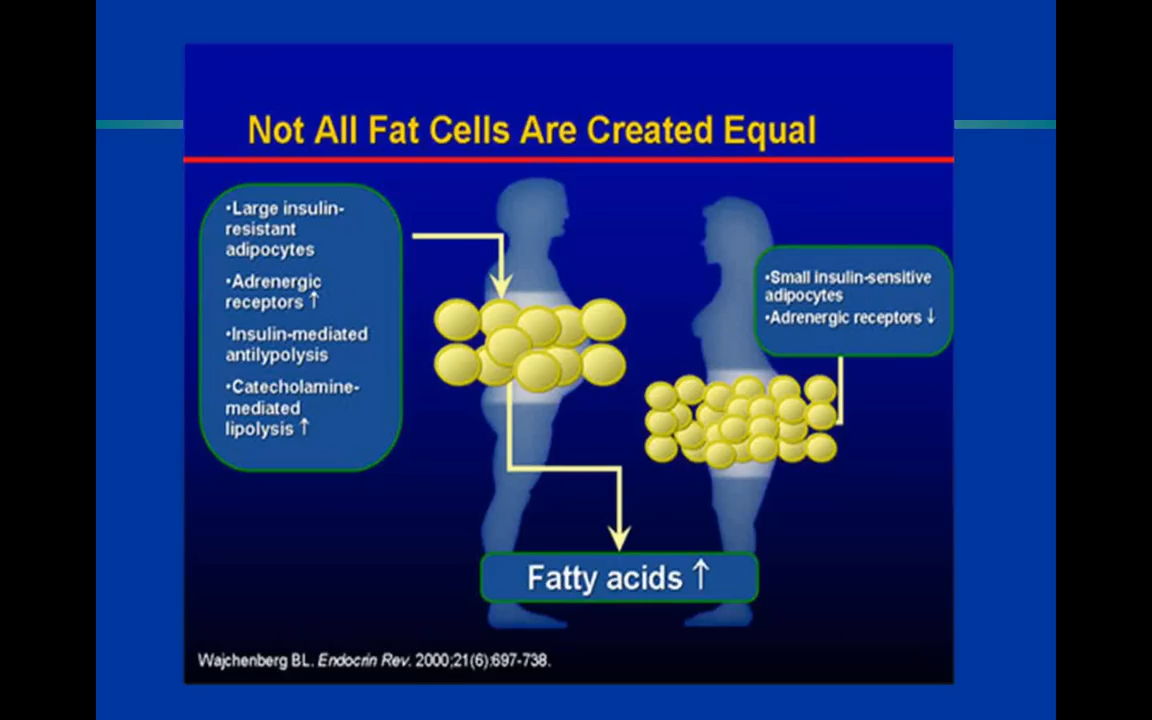 Not All Fat Cells Are Created Equal
•Large insulin-
resistant
adipocytes
•Adrenergic
receptors ↑
•Insulin-mediated
antilypolysis
•Catecholamine-
mediated
lipolysis ↑
•Small insulin-sensitive
adipocytes
•Adrenergic receptors ↓
Fatty acids ↑
Wajchenberg BL. Endocrin Rev. 2000;21(6):697-738.